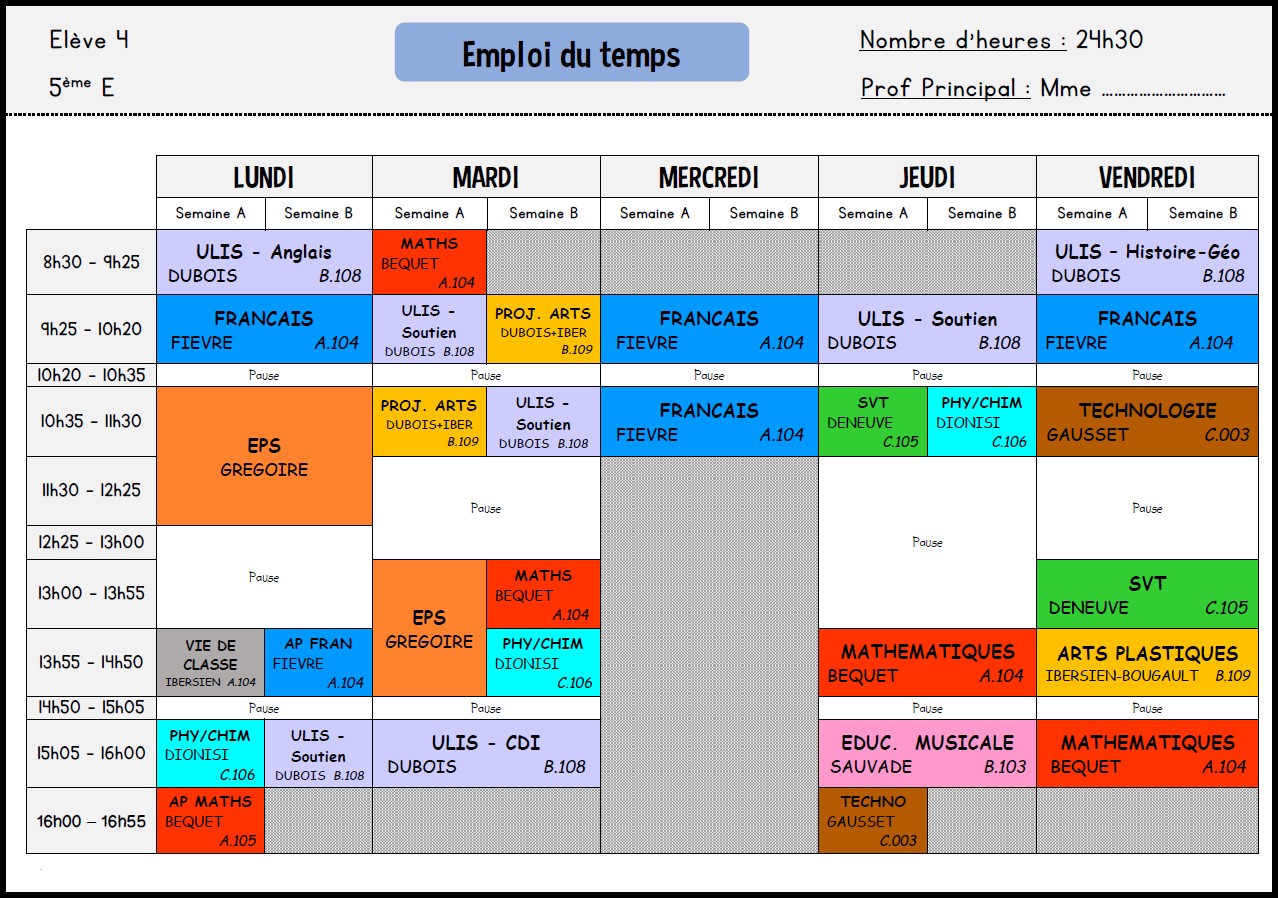 Elève 4
Emploi du temps
Nombre d'heures : 24h30
5ème E
Prof Principal : Mme ..............................
LUNDI MARDI MERCREDI JEUDI VENDREDI
Semaine A Semaine B Semaine A Semaine B Semaine A Semaine B Semaine A Semaine B Semaine A Semaine B
8h30 - 9h25
ULIS - Anglais
DUBOIS B.108
MATHS
BEQUET
A.104
ULIS - Histoire-Géo
DUBOIS B.108
9h25 - 10h20
FRANCAIS
FIEVRE A.104
ULIS -
Soutien
DUBOIS B.108
PROJ. ARTS
DUBOIS+IBER
B.109
FRANCAIS
FIEVRE A.104
ULIS - Soutien
DUBOIS B.108
FRANCAIS
FIEVRE A.104
10h20 - 10h35
Pause Pause Pause Pause Pause
10h35 - 11h30
EPS
GREGOIRE
PROJ. ARTS
DUBOIS+IBER
B.109
ULIS -
Soutien
DUBOIS B.108
FRANCAIS
FIEVRE A.104
SVT
DENEUVE
C.105
PHY/CHIM
DIONISI
C.106
TECHNOLOGIE
GAUSSET C.003
11h30 - 12h25
Pause
Pause
Pause
12h25 - 13h00
Pause
13h00 - 13h55
EPS
GREGOIRE
MATHS
BEQUET
A.104
SVT
DENEUVE C.105
13h55 - 14h50
VIE DE
CLASSE
IBERSIEN A.104
AP FRAN
FIEVRE
A.104
PHY/CHIM
DIONISI
C.106
MATHEMATIQUES
BEQUET A.104
ARTS PLASTIQUES
IBERSIEN-BOUGAULT B.109
14h50 - 15h05
Pause Pause Pause Pause
15h05 - 16h00
PHY/CHIM
DIONISI
C.106
ULIS -
Soutien
DUBOIS B.108
ULIS - CDI
DUBOIS B.108
EDUC. MUSICALE
SAUVADE B.103
MATHEMATIQUES
BEQUET A.104
16h00 - 16h55
AP MATHS
BEQUET
A.105
TECHNO
GAUSSET
C.003